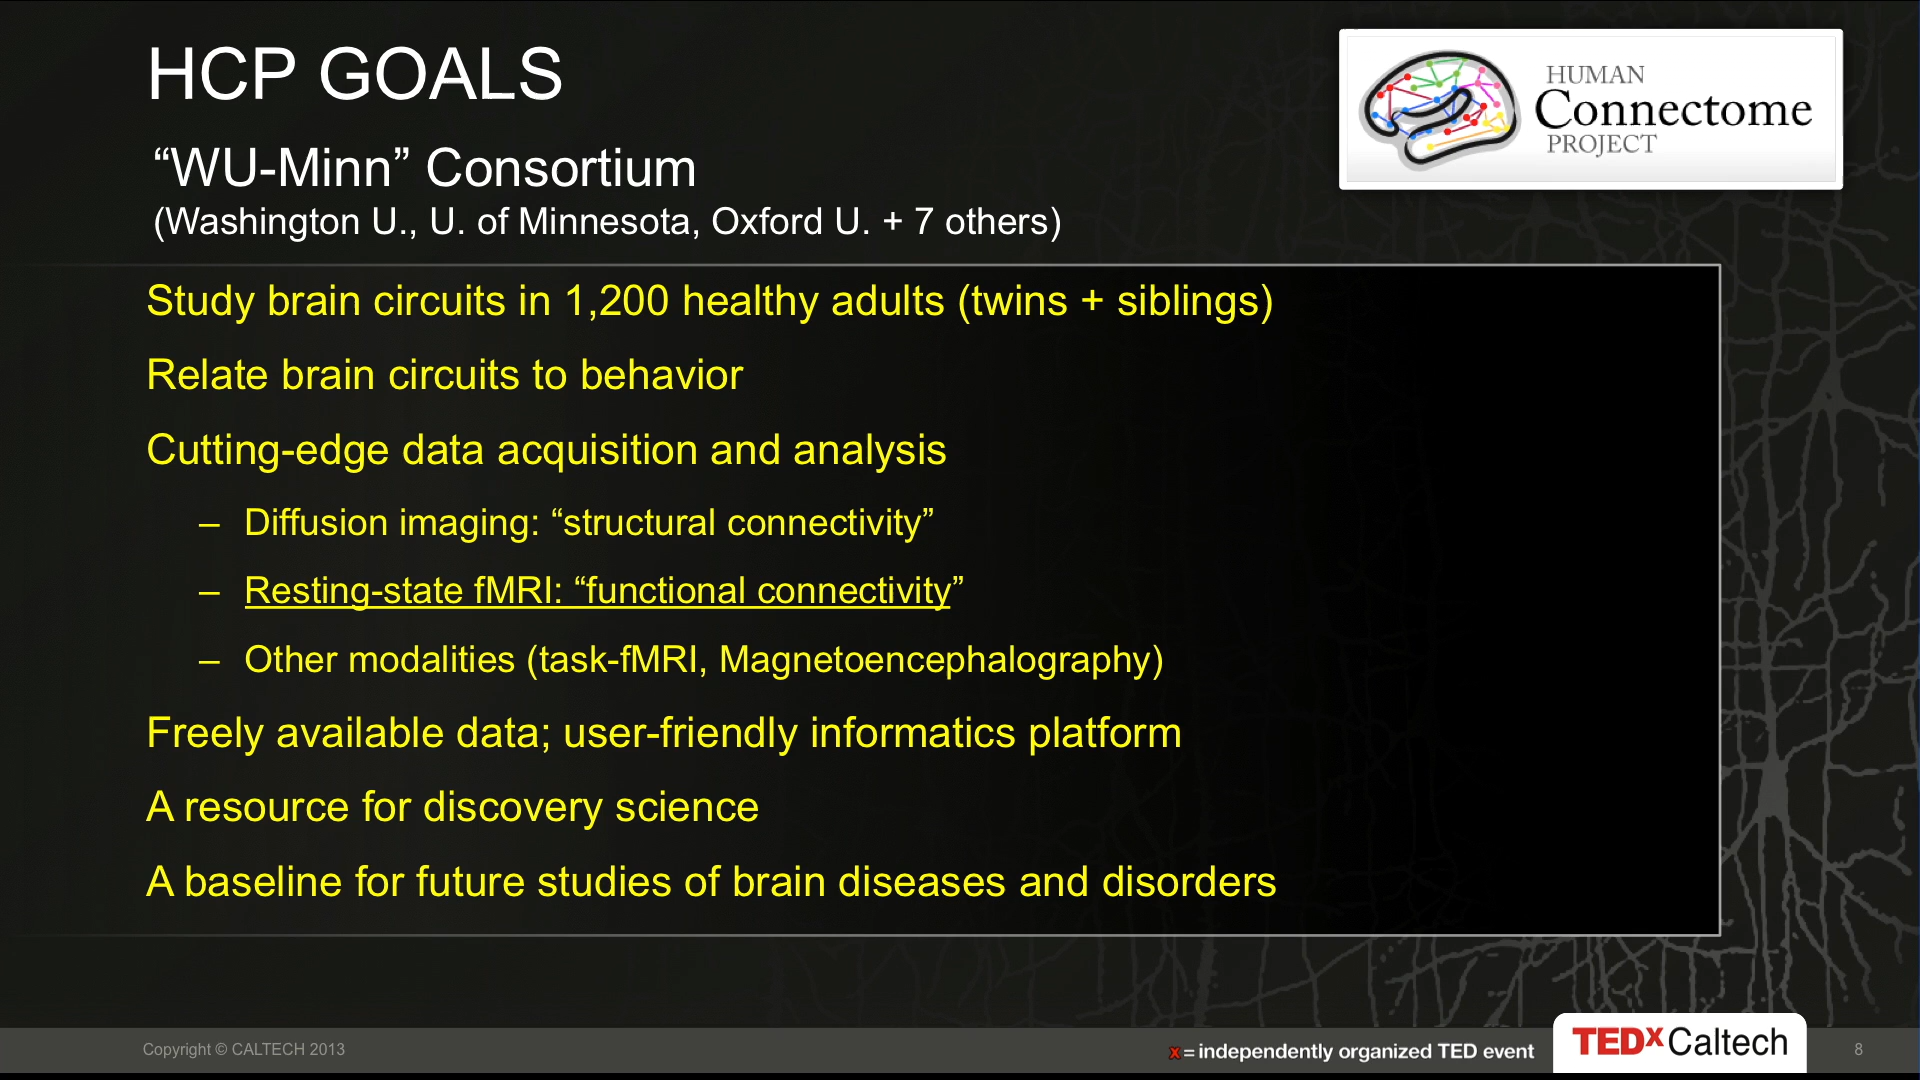 HCP GOALS
HUMAN
Connectome
PROJECT
“WU-Minn” Consortium
(Washington U., U. of Minnesota, Oxford U. + 7 others)
Study brain circuits in 1,200 healthy adults (twins + siblings)
Relate brain circuits to behavior
Cutting-edge data acquisition and analysis
– Diffusion imaging: “structural connectivity”
– Resting-state fMRI: “functional connectivity”
– Other modalities (task-fMRI, Magnetoencephalography)
Freely available data; user-friendly informatics platform
A resource for discovery science
A baseline for future studies of brain diseases and disorders
Copyright © CALTECH 2013
x = independently organized TED event
TEDxCaltech
8